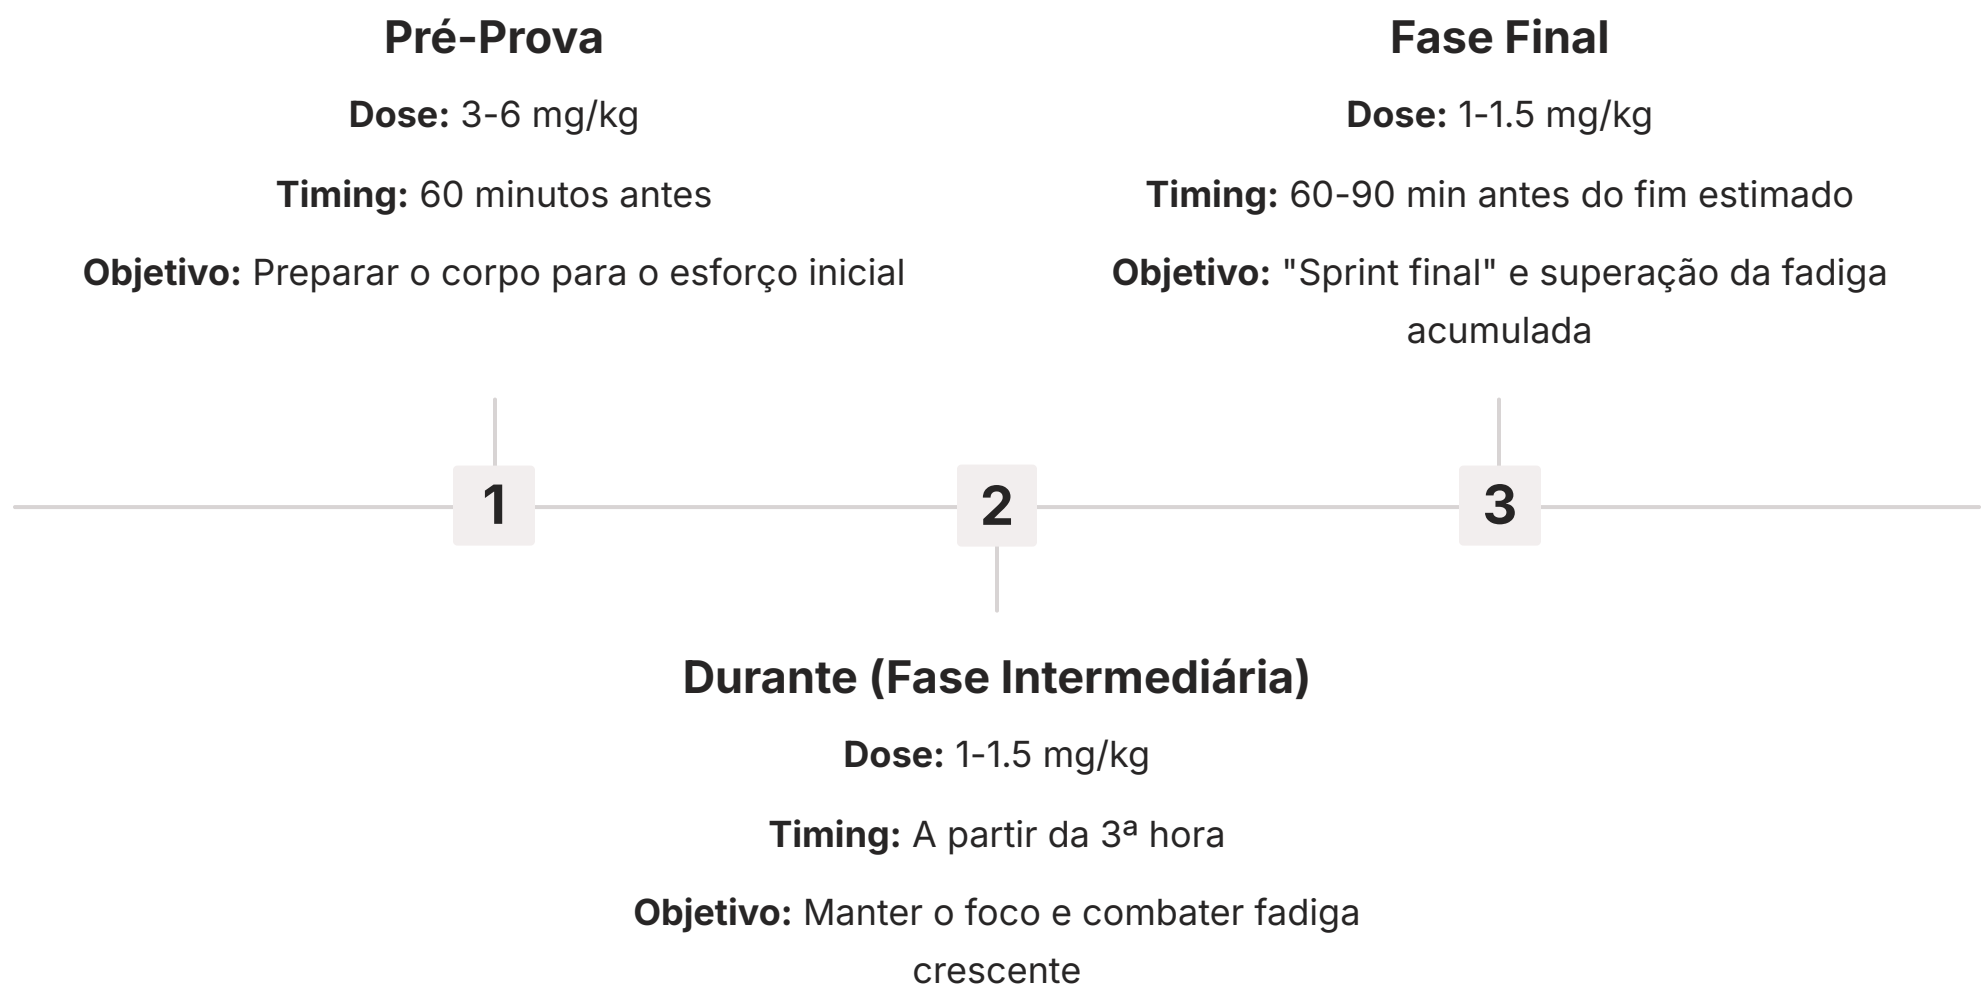 Pré-Prova
Dose: 3-6 mg/kg
Timing: 60 minutos antes
Objetivo: Preparar o corpo para o esforço inicial
Fase Final
Dose: 1-1.5 mg/kg
Timing: 60-90 min antes do fim estimado
Objetivo: "Sprint final" e superação da fadiga
acumulada
1
2
3
Durante (Fase Intermediária)
Dose: 1-1.5 mg/kg
Timing: A partir da 3ª hora
Objetivo: Manter o foco e combater fadiga
crescente